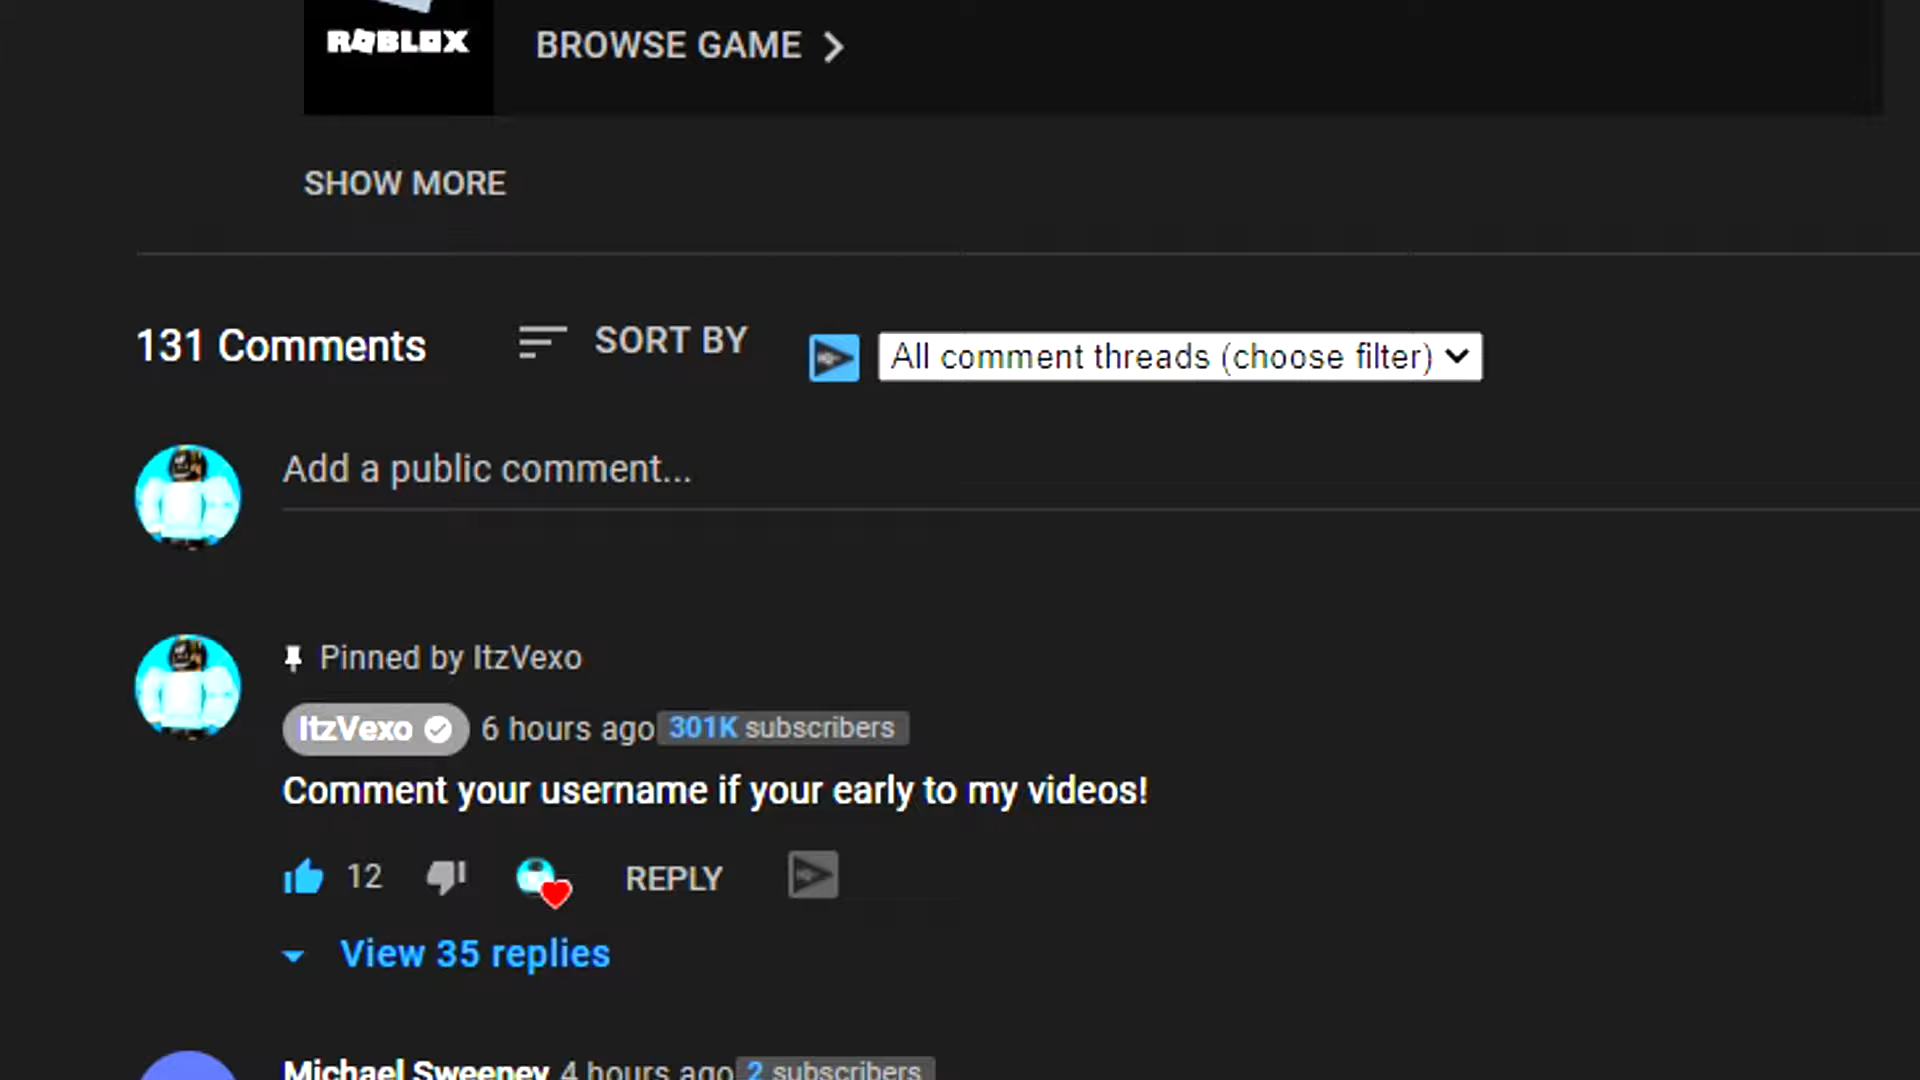 ROBLOX
BROWSE GAME
SHOW MORE
131 Comments SORT BY All comment threads (choose filter)
Add a public comment...
Pinned by ItzVexo
ItzVexo 6 hours ago 301K subscribers
Comment your username if your early to my videos!
12 REPLY
View 35 replies
Michael Sweeney 4 hours ago 2 subscribers